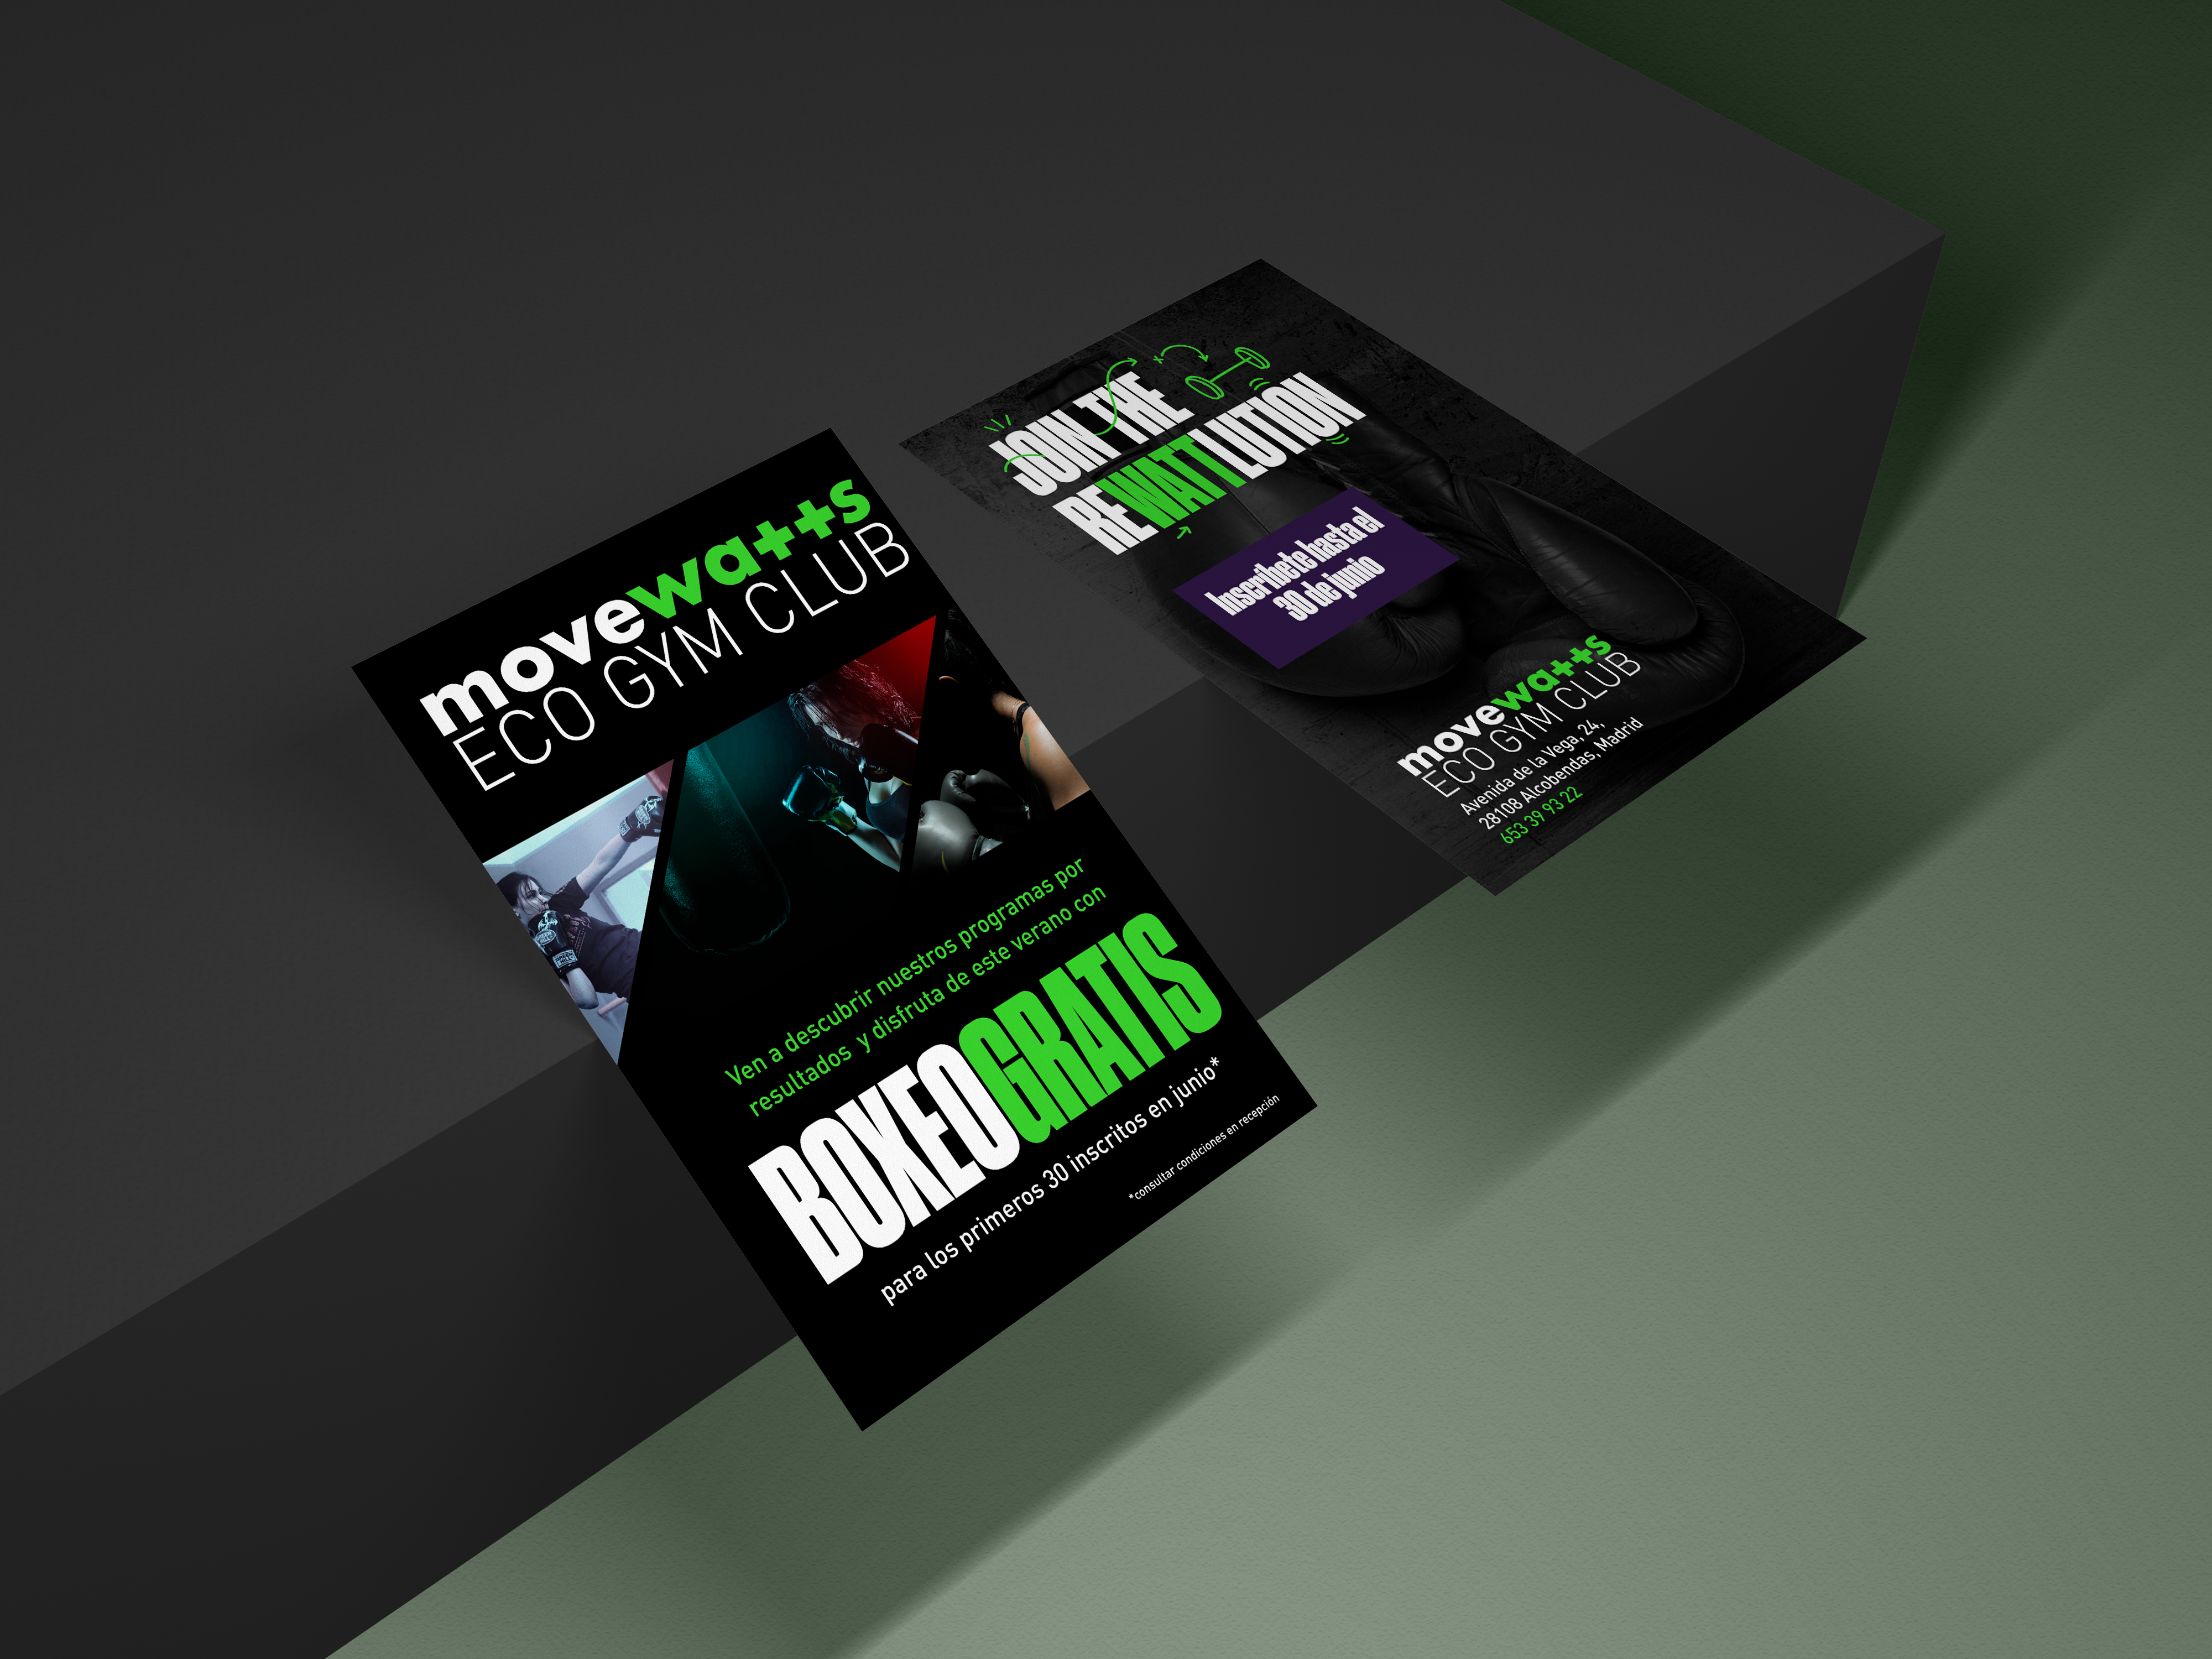 movewatts
ECO GYM CLUB
Ven a descubrir nuestros programas por
resultados y disfruta de este verano con
BOXEOGRATIS
para los primeros 30 inscritos en junio*
*consultar condiciones en recepción
JOIN THE
REWATTLUTION
Inscríbete hasta el
30 de junio
movewatts
ECO GYM CLUB
Avenida de la Vega, 24,
28108 Alcobendas, Madrid
653 39 93 22